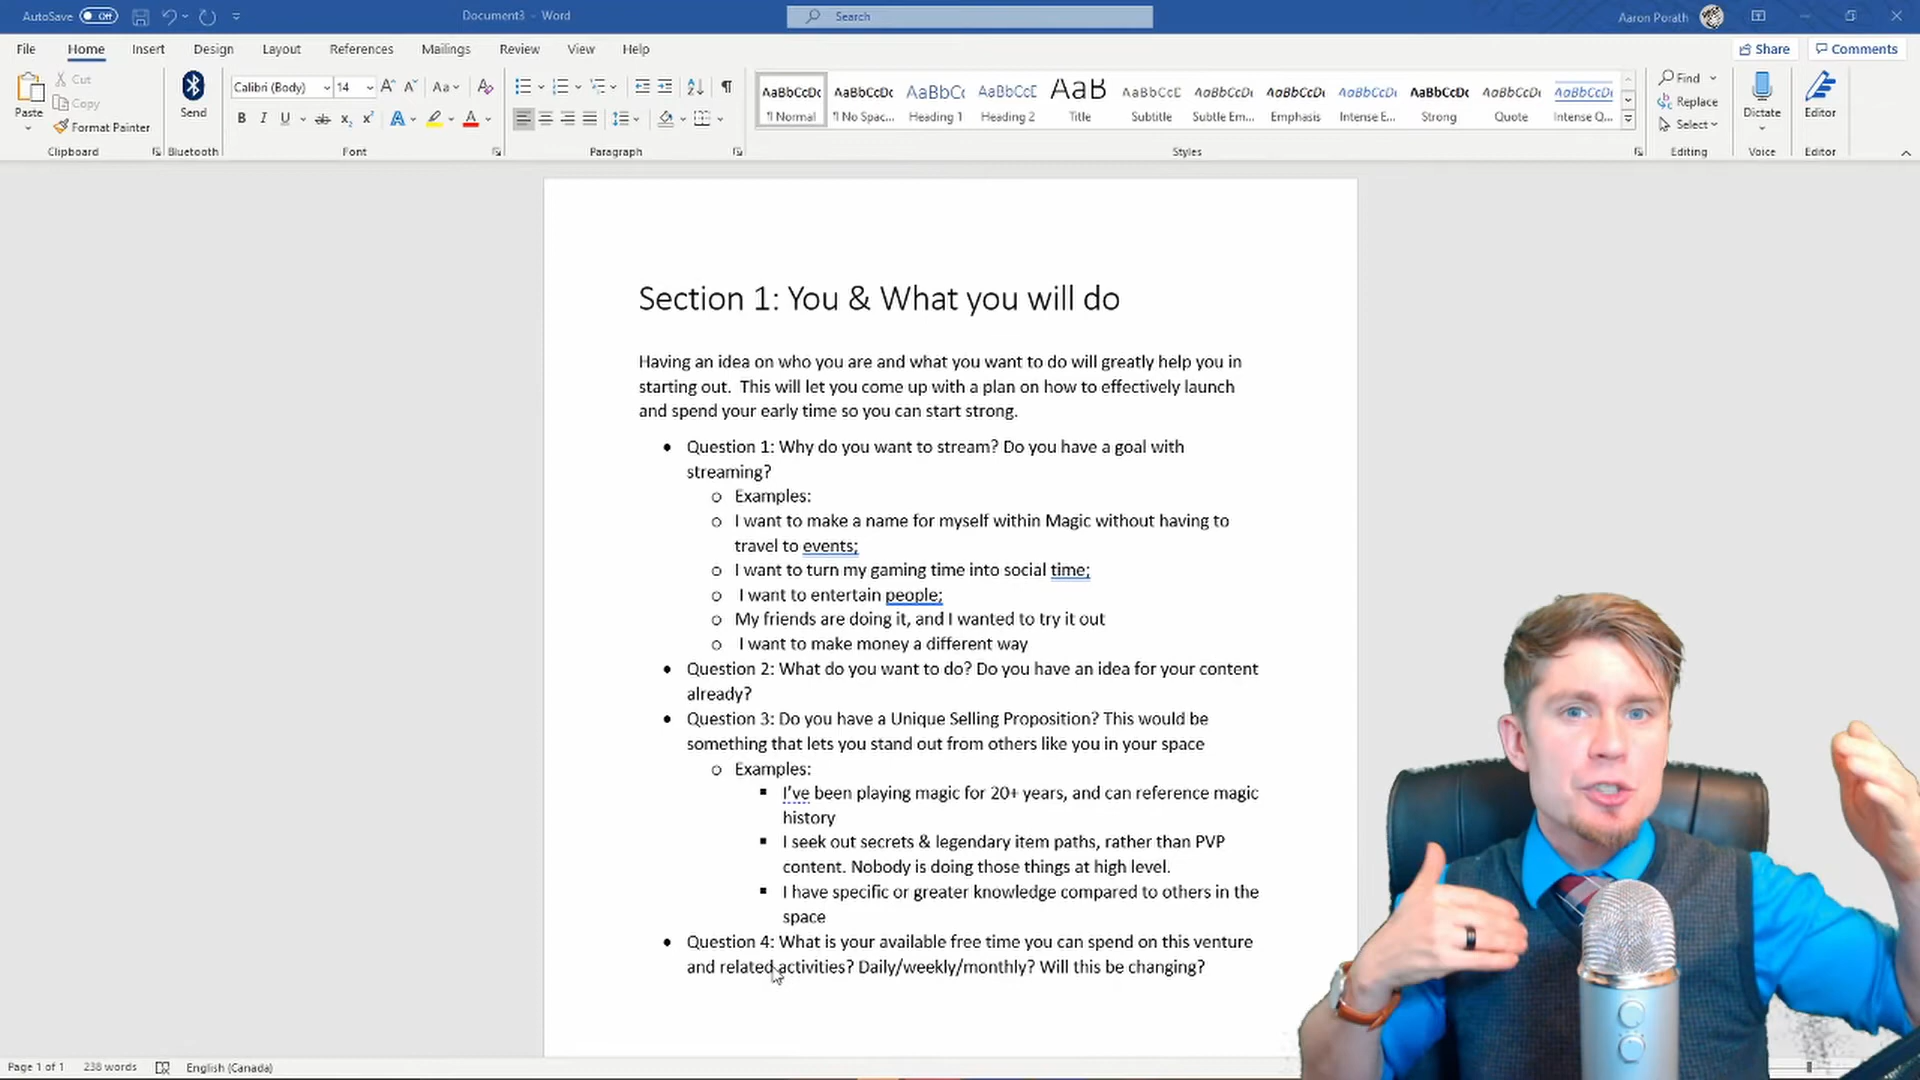 AutoSave Off Document3 - Word Search Aaron Porath
File Home Insert Design Layout References Mailings Review View Help Share Comments
Paste Cut Copy Format Painter Clipboard
Send Bluetooth
Calibri (Body) 14 Aa
B I U ab x₂ x² A A
Font
Paragraph
AaBbCcDc AaBbCcDc AaBbCc AaBbCcE AaB AaBbCcE AaBbCcDc AaBbCcDc AaBbCcDc AaBbCcDc AaBbCcDc AaBbCcDc
¶ Normal ¶ No Spac... Heading 1 Heading 2 Title Subtitle Subtle Em... Emphasis Intense E... Strong Quote Intense Q...
Styles
Find Replace Select Editing
Dictate Voice
Editor Editor
Section 1: You & What you will do
Having an idea on who you are and what you want to do will greatly help you in
starting out. This will let you come up with a plan on how to effectively launch
and spend your early time so you can start strong.
• Question 1: Why do you want to stream? Do you have a goal with
streaming?
o Examples:
o I want to make a name for myself within Magic without having to
travel to events;
o I want to turn my gaming time into social time;
o I want to entertain people;
o My friends are doing it, and I wanted to try it out
o I want to make money a different way
• Question 2: What do you want to do? Do you have an idea for your content
already?
• Question 3: Do you have a Unique Selling Proposition? This would be
something that lets you stand out from others like you in your space
o Examples:
▪ I've been playing magic for 20+ years, and can reference magic
history
▪ I seek out secrets & legendary item paths, rather than PVP
content. Nobody is doing those things at high level.
▪ I have specific or greater knowledge compared to others in the
space
• Question 4: What is your available free time you can spend on this venture
and related activities? Daily/weekly/monthly? Will this be changing?
Page 1 of 1 238 words English (Canada)